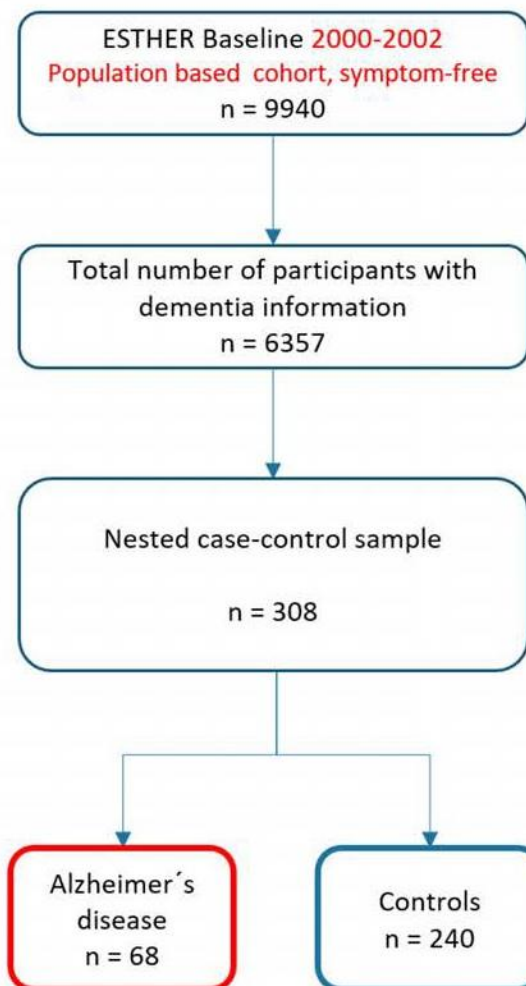 ESTHER Baseline 2000-2002
Population based cohort, symptom-free
n = 9940
Total number of participants with
dementia information
n = 6357
Nested case-control sample
n = 308
Alzheimer´s
disease
n = 68
Controls
n = 240